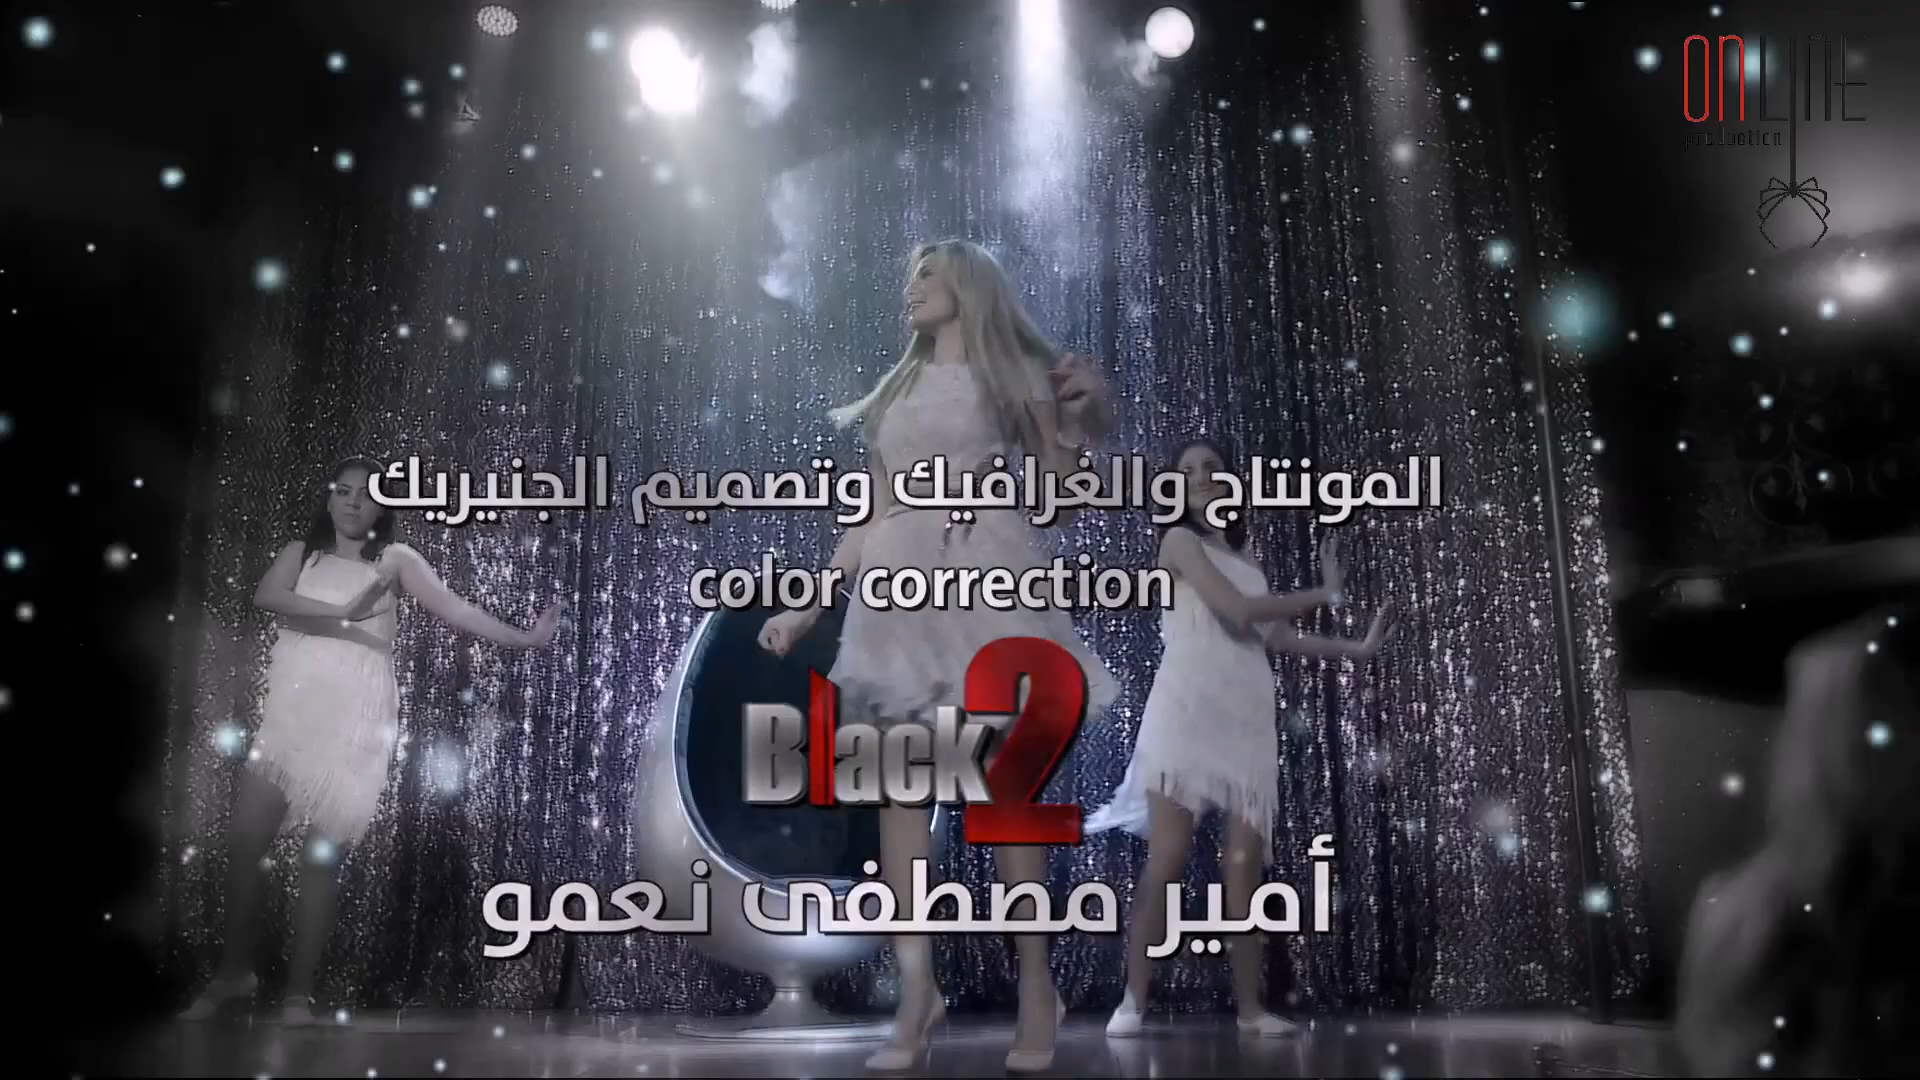 ONLINE
production
المونتاج والغرافيك وتصميم الجنيريك
color correction
Black2
أمير مصطفى نعمو